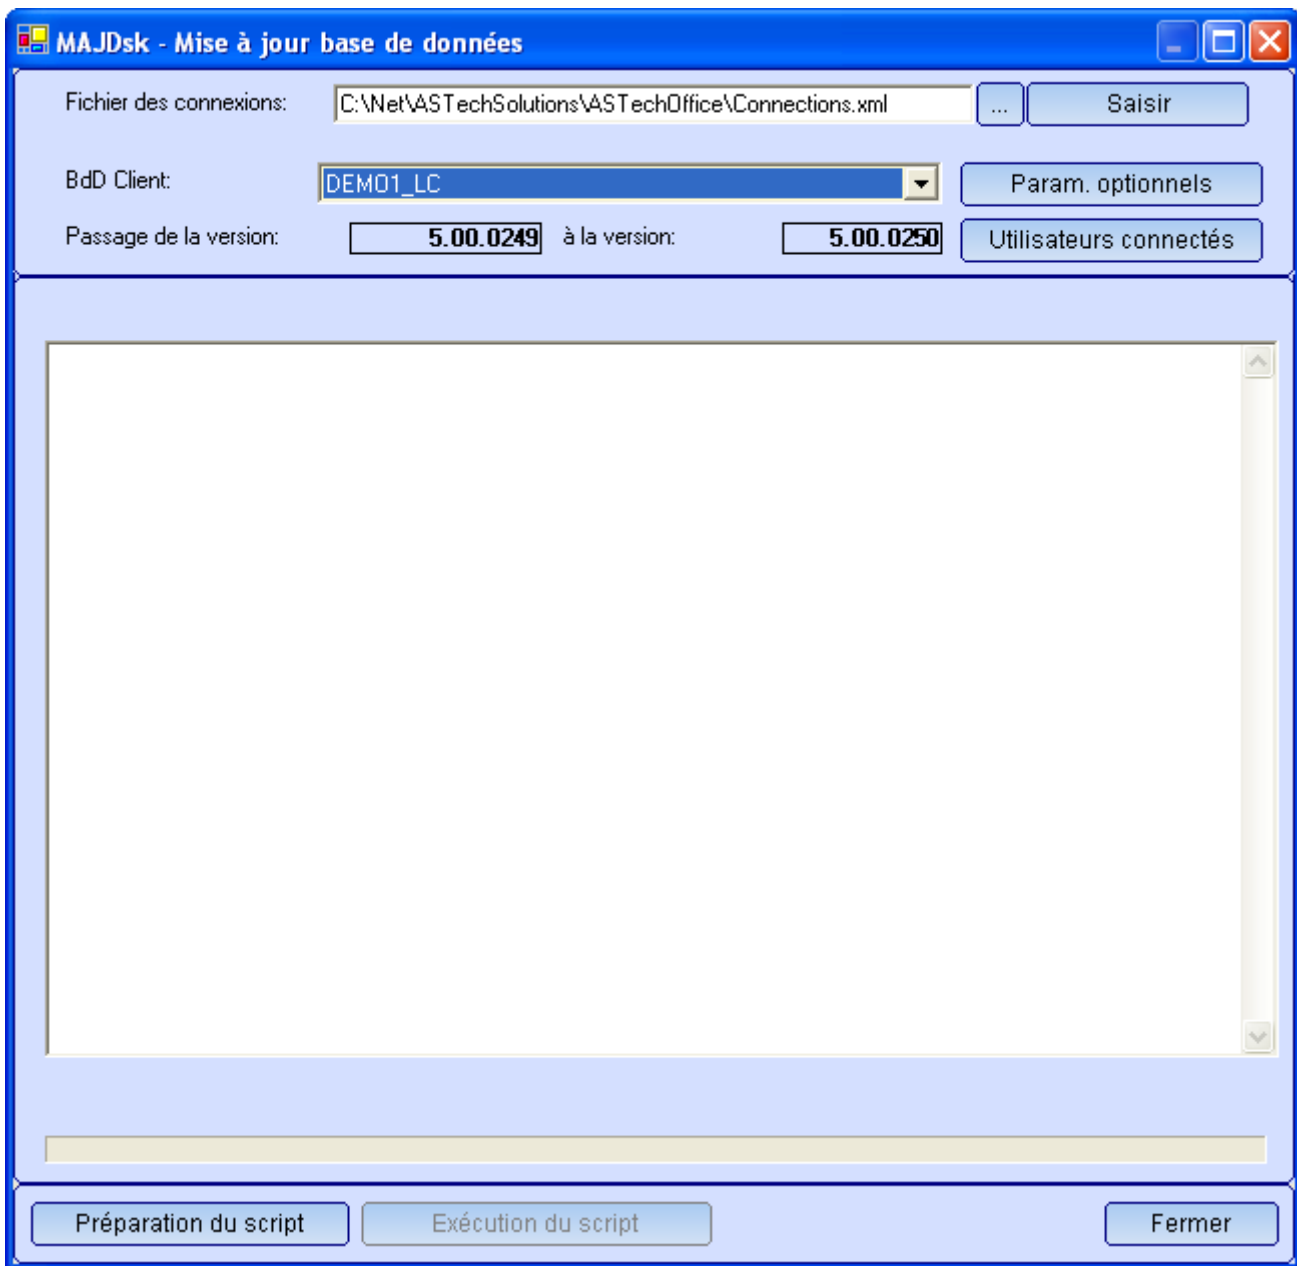 MAJDsk - Mise à jour base de données
Fichier des connexions: C:\Net\ASTechSolutions\ASTechOffice\Connections.xml ... Saisir
BdD Client: DEMO1_LC Param. optionnels
Passage de la version: 5.00.0249 à la version: 5.00.0250 Utilisateurs connectés
Préparation du script Exécution du script Fermer